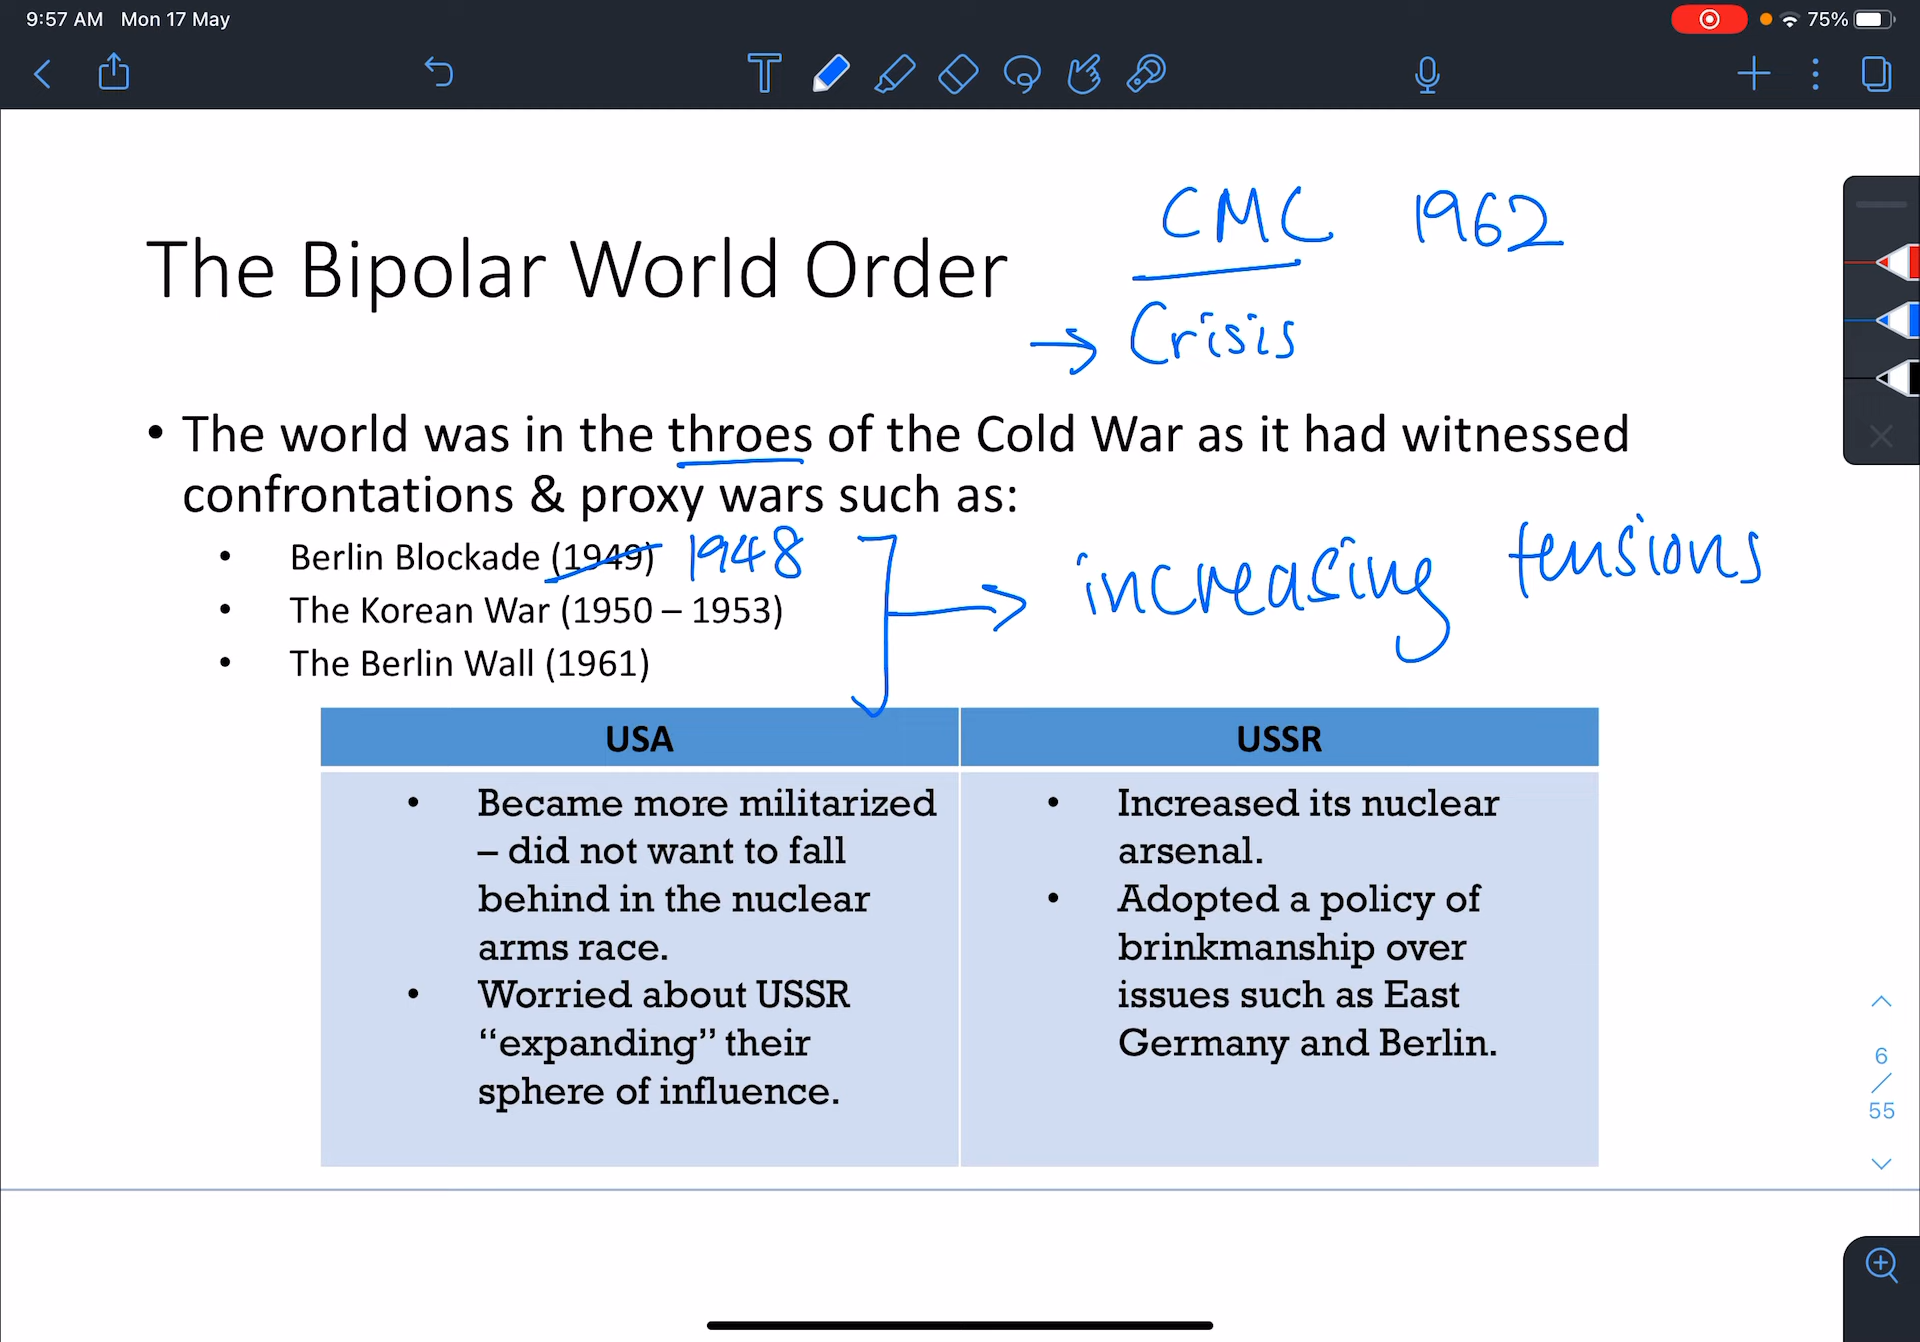 9:57 AM Mon 17 May
75%
CMC 1962
The Bipolar World Order
→ Crisis
• The world was in the throes of the Cold War as it had witnessed
confrontations & proxy wars such as:
• Berlin Blockade (1949) 1948
• The Korean War (1950 – 1953)
• The Berlin Wall (1961)
increasing tensions
USA
• Became more militarized
– did not want to fall
behind in the nuclear
arms race.
• Worried about USSR
“expanding” their
sphere of influence.
USSR
• Increased its nuclear
arsenal.
• Adopted a policy of
brinkmanship over
issues such as East
Germany and Berlin.
6
/
55